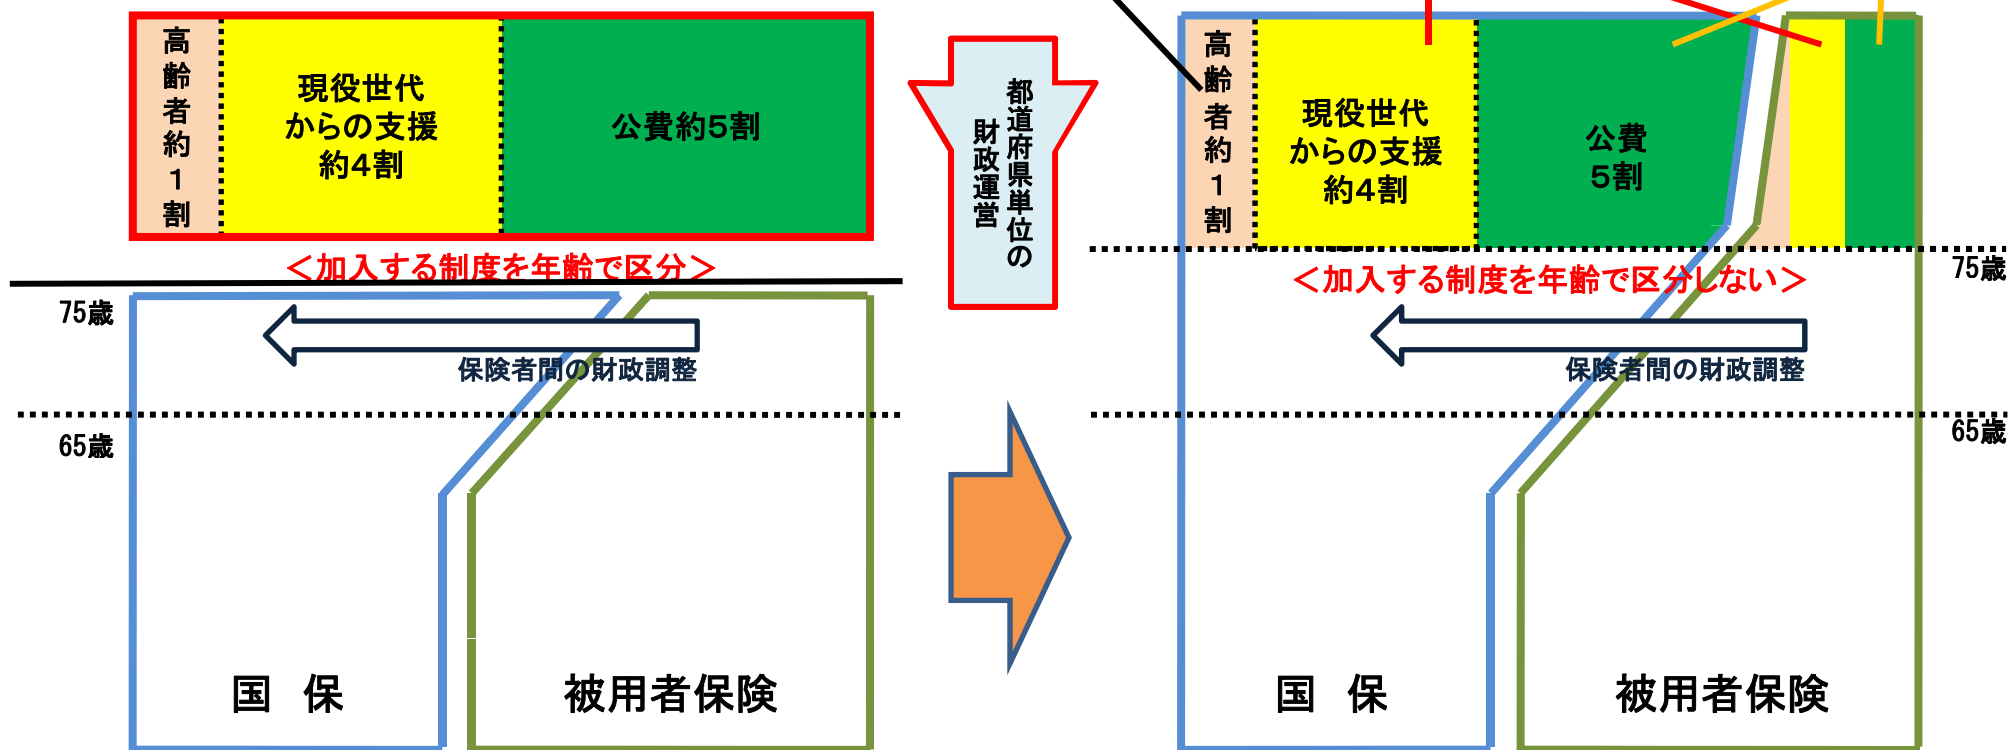 高齢者約1割
現役世代
からの支援
約4割
公費約5割
＜加入する制度を年齢で区分＞
75歳
保険者間の財政調整
65歳
国 保
被用者保険
都道府県単位の
財政運営
高齢者約1割
現役世代
からの支援
約4割
公費
5割
75歳
＜加入する制度を年齢で区分しない＞
保険者間の財政調整
65歳
国 保
被用者保険